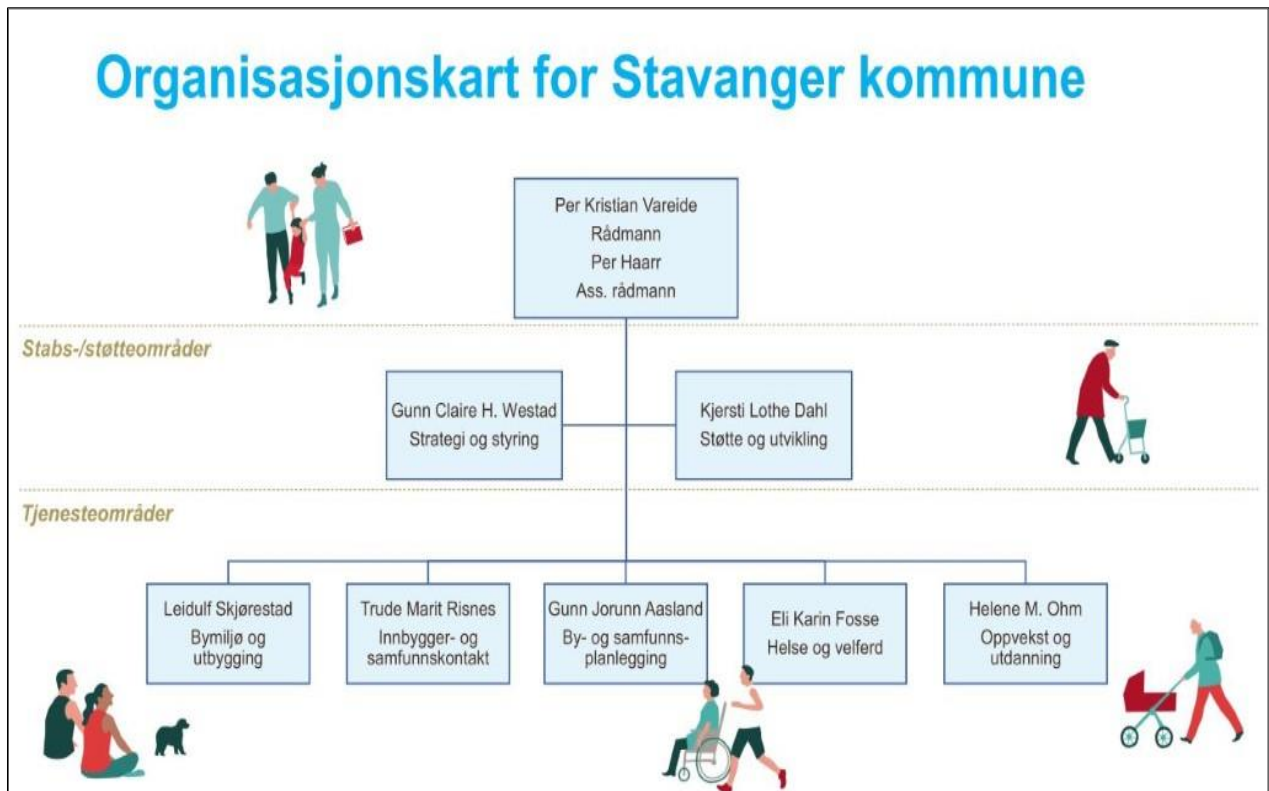 Organisasjonskart for Stavanger kommune
Per Kristian Vareide
Rådmann
Per Haarr
Ass. rådmann
Stabs-/støtteområder
Gunn Claire H. Westad
Strategi og styring
Kjersti Lothe Dahl
Støtte og utvikling
Tjenesteområder
Leidulf Skjørestad
Bymiljø og
utbygging
Trude Marit Risnes
Innbygger- og
samfunnskontakt
Gunn Jorunn Aasland
By- og samfunns-
planlegging
Eli Karin Fosse
Helse og velferd
Helene M. Ohm
Oppvekst og
utdanning